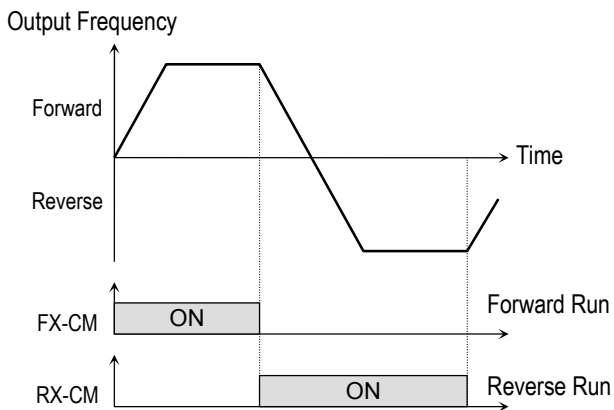 Output Frequency
Forward
Time
Reverse
FX-CM
ON
Forward Run
RX-CM
ON
Reverse Run